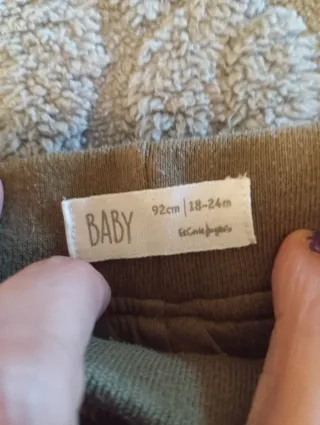 BABY
92cm | 18-24m
El Corte Inglés